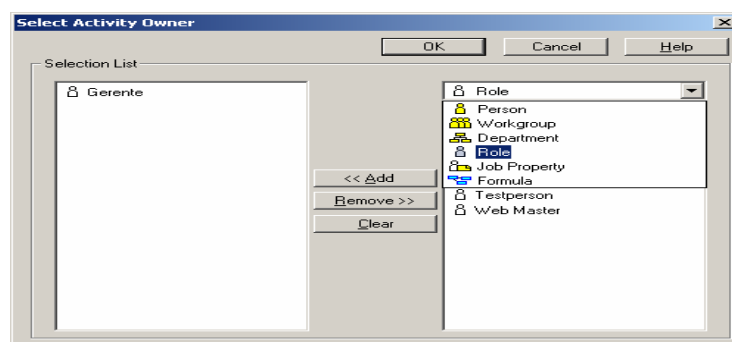 Select Activity Owner
OK Cancel Help
Selection List
Gerente
Role
Person
Workgroup
Department
Role
Job Property
Formula
<< Add
Remove >>
Clear
Testperson
Web Master